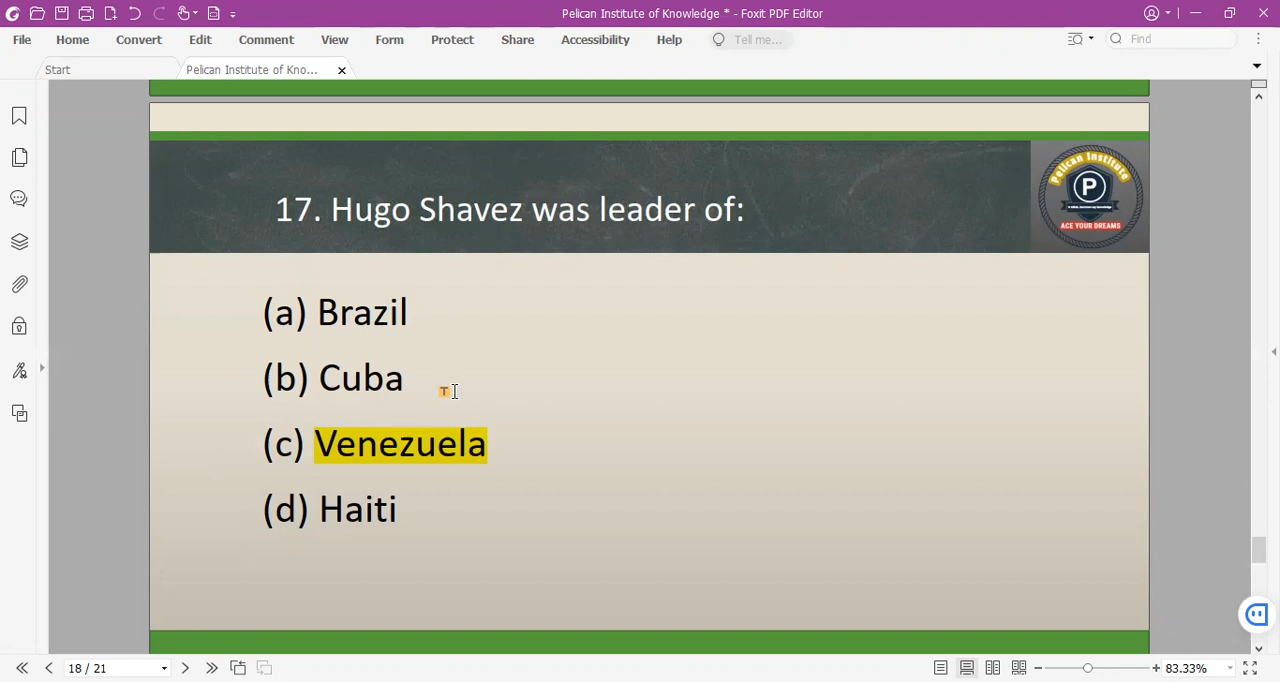 Pelican Institute of Knowledge * - Foxit PDF Editor
File Home Convert Edit Comment View Form Protect Share Accessibility Help Tell me... Find
Start Pelican Institute of Kno...
17. Hugo Shavez was leader of:
Pelican Institute
P
ACE YOUR DREAMS
(a) Brazil
(b) Cuba
T
(c) Venezuela
(d) Haiti
18 / 21 83.33%